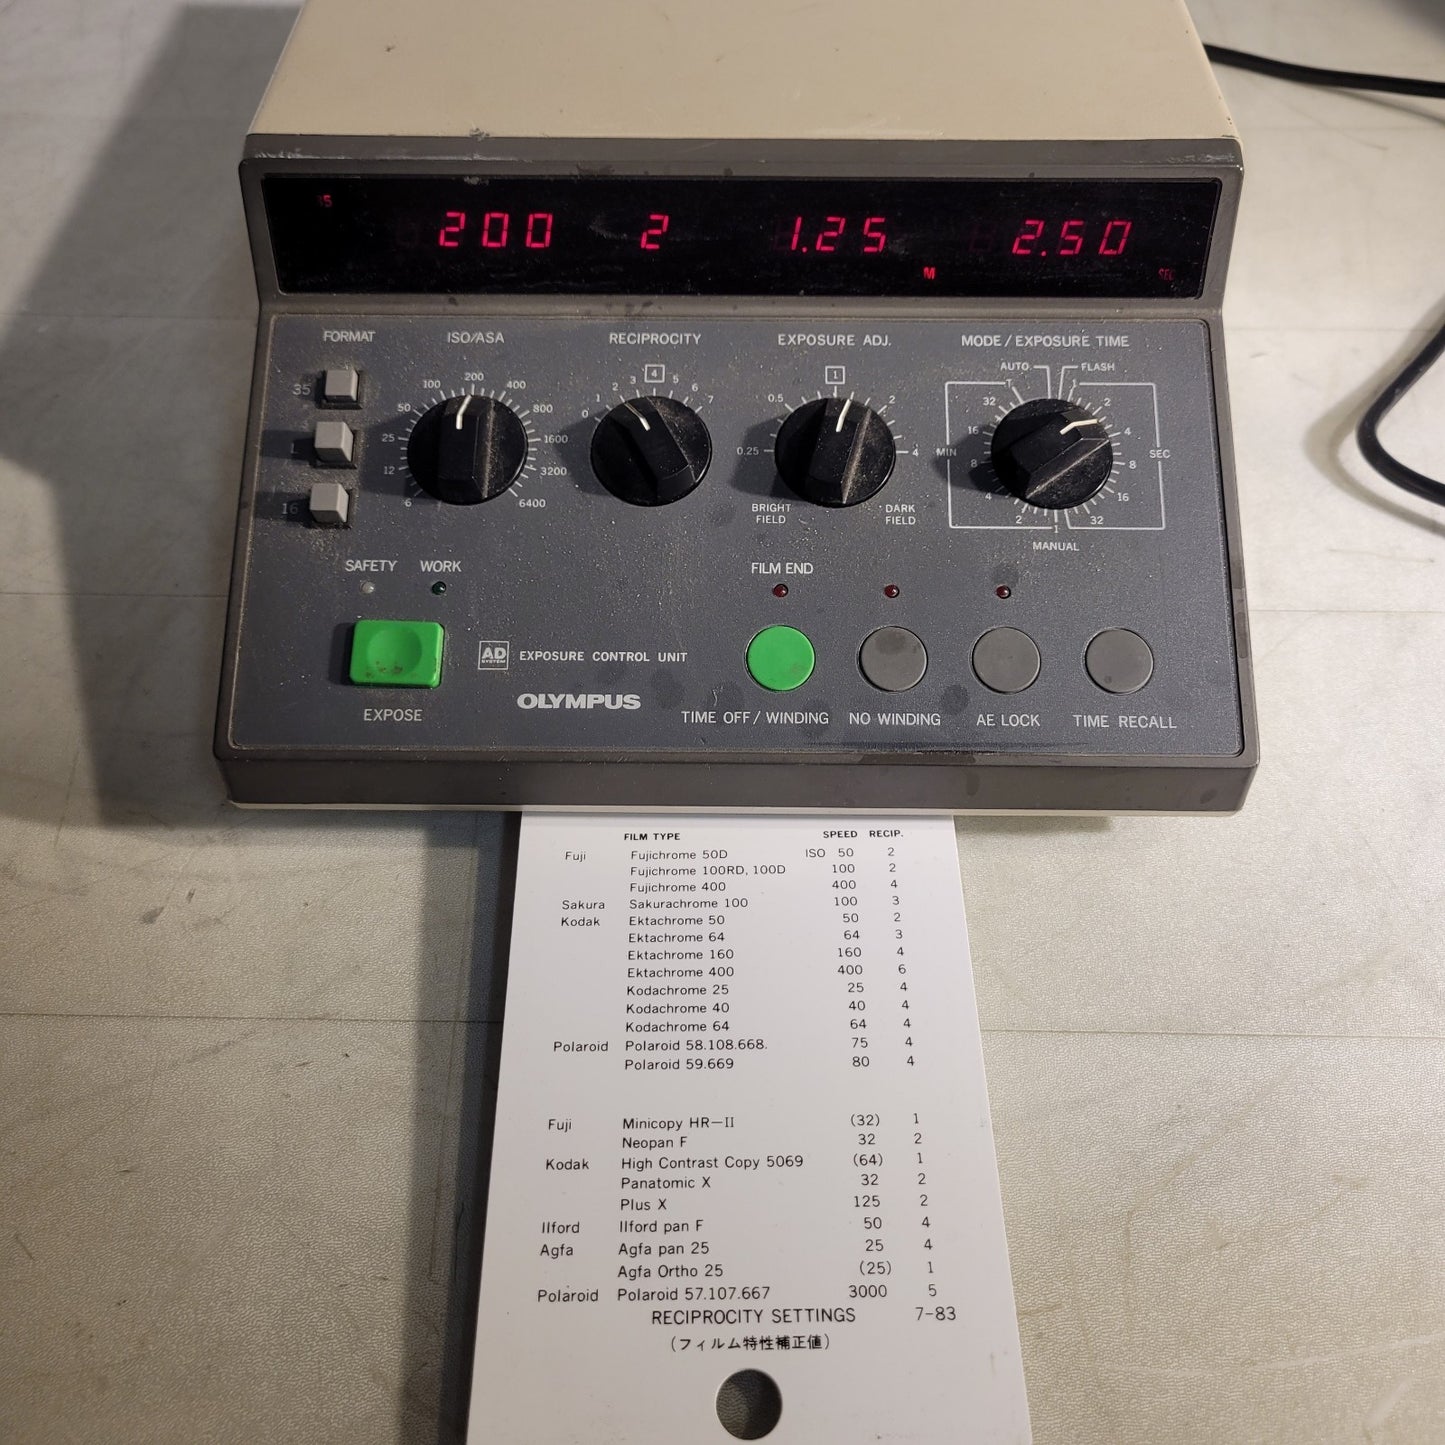 35
200 2 1.25 2.50
M SEC
FORMAT ISO/ASA RECIPROCITY EXPOSURE ADJ. MODE / EXPOSURE TIME
35
L
16
6 12 25 50 100 200 400 800 1600 3200 6400
0 1 2 3 4 5 6 7
0.25 0.5 1 2 4
BRIGHT FIELD
DARK FIELD
AUTO FLASH
T 32 16 8 4 2 1
MIN
1 2 4 8 16 32
SEC
MANUAL
SAFETY WORK FILM END
AD SYSTEM EXPOSURE CONTROL UNIT
OLYMPUS
EXPOSE TIME OFF / WINDING NO WINDING AE LOCK TIME RECALL
FILM TYPE SPEED RECIP.
Fuji Fujichrome 50D ISO 50 2
Fujichrome 100RD, 100D 100 2
Fujichrome 400 400 4
Sakura Sakurachrome 100 100 3
Kodak Ektachrome 50 50 2
Ektachrome 64 64 3
Ektachrome 160 160 4
Ektachrome 400 400 6
Kodachrome 25 25 4
Kodachrome 40 40 4
Kodachrome 64 64 4
Polaroid Polaroid 58.108.668. 75 4
Polaroid 59.669 80 4
Fuji Minicopy HR-II (32) 1
Neopan F 32 2
Kodak High Contrast Copy 5069 (64) 1
Panatomic X 32 2
Plus X 125 2
Ilford Ilford pan F 50 4
Agfa Agfa pan 25 25 4
Agfa Ortho 25 (25) 1
Polaroid Polaroid 57.107.667 3000 5
RECIPROCITY SETTINGS 7-83
(フィルム特性補正値)